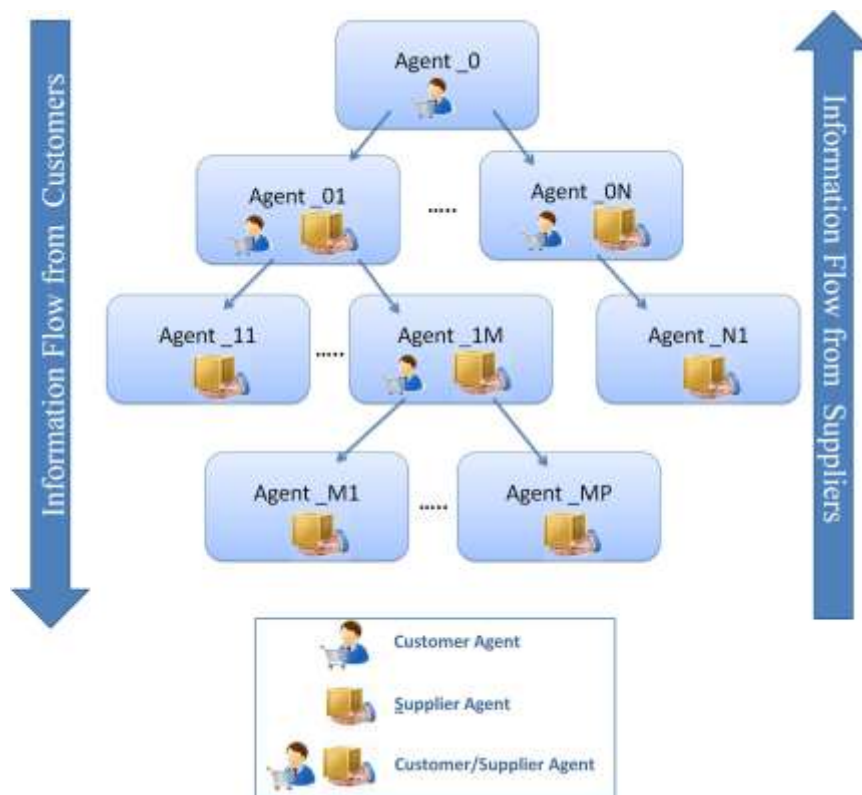 Information Flow from Customers
Agent _0
Information Flow from Suppliers
Agent _01
.....
Agent _0N
Agent _11
.....
Agent _1M
Agent _N1
Agent _M1
.....
Agent _MP
Customer Agent
Supplier Agent
Customer/Supplier Agent